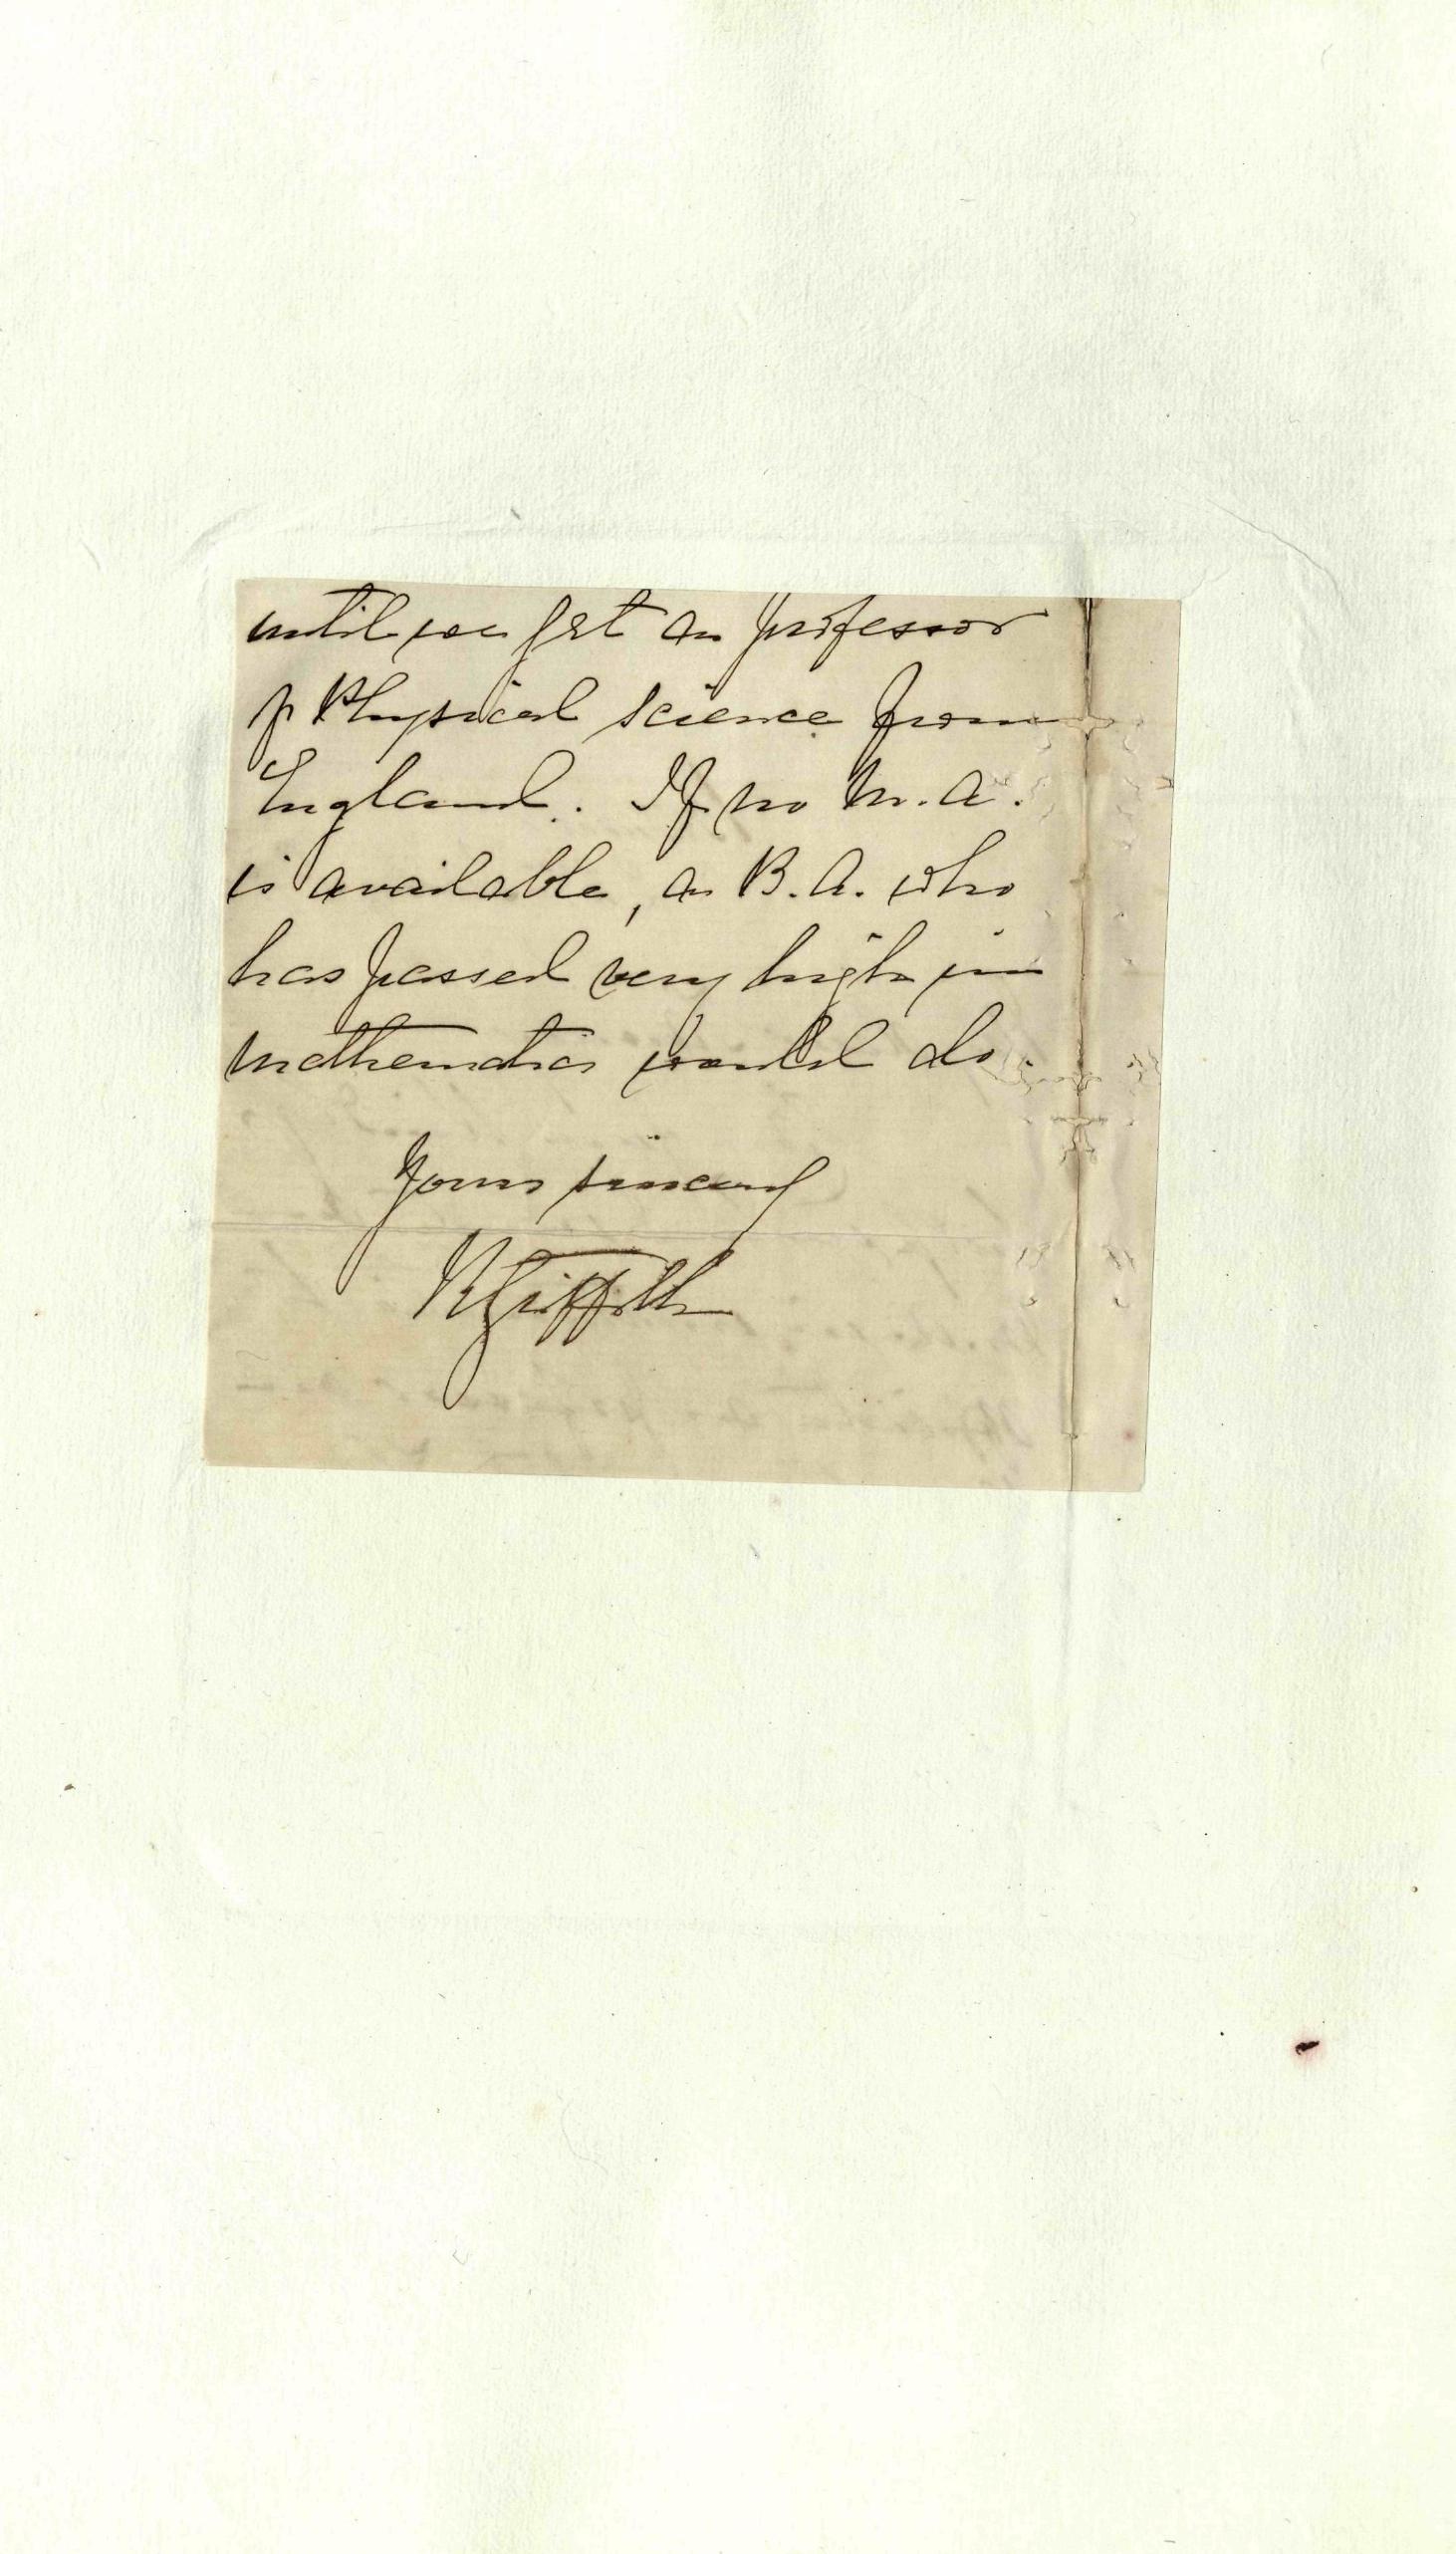 until we get a professor
of Physical science from
England. If no M.A.
is available, a B.A. who
has passed very high in
mathematics would do.
Yours sincerely
R Griffith